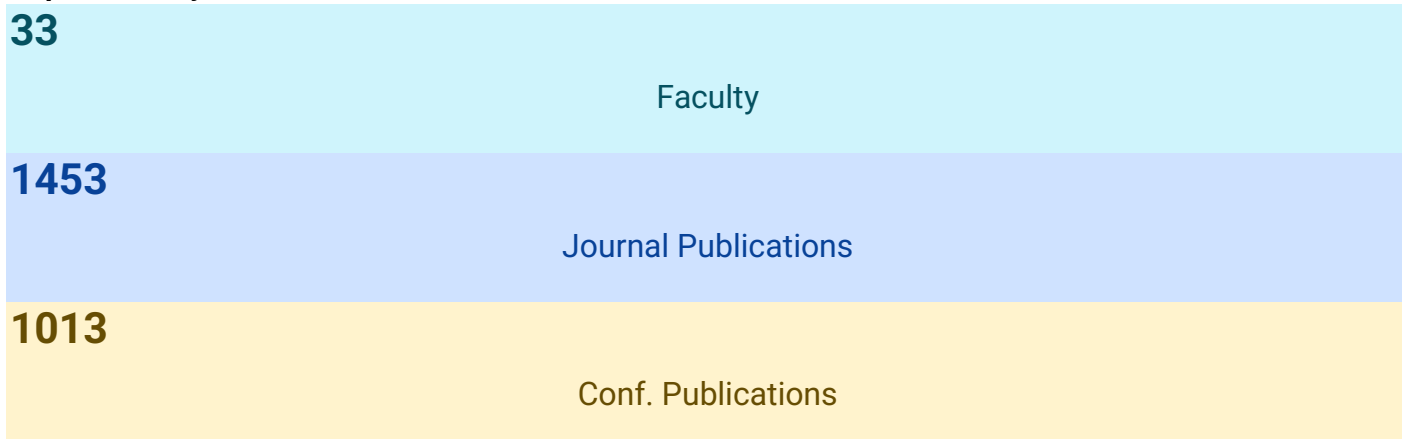 33
Faculty
1453
Journal Publications
1013
Conf. Publications